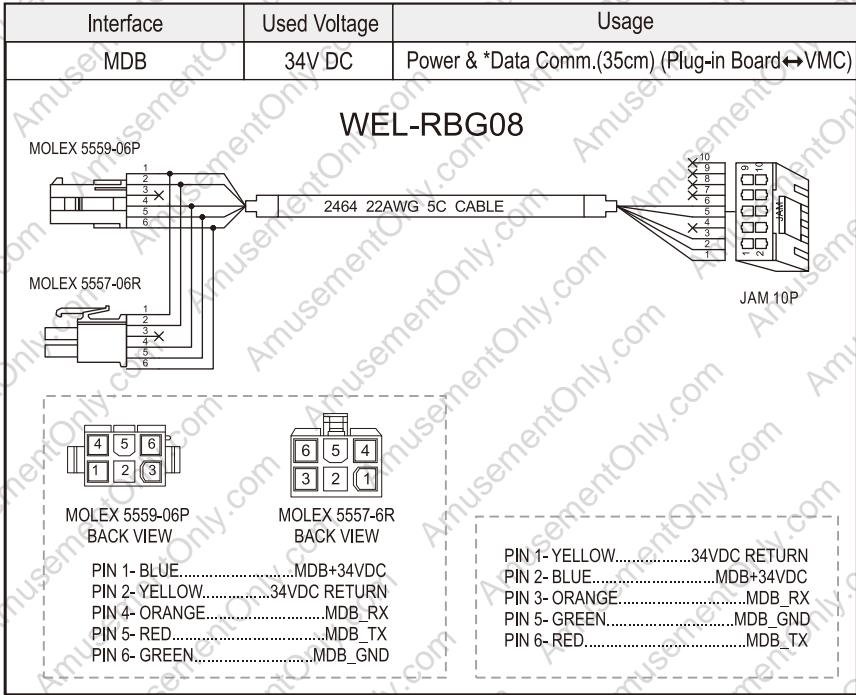 Interface Used Voltage Usage
MDB 34V DC Power & *Data Comm.(35cm) (Plug-in Board↔VMC)
WEL-RBG08
MOLEX 5559-06P
1
2
3
4
5
6
2464 22AWG 5C CABLE
10
9
8
7
6
5
4
3
2
1
9 10
JAM
1 2
JAM 10P
MOLEX 5557-06R
1
2
3
4
5
6
4 5 6
1 2 3
MOLEX 5559-06P
BACK VIEW
6 5 4
3 2 1
MOLEX 5557-6R
BACK VIEW
PIN 1- BLUE..............................MDB+34VDC
PIN 2- YELLOW..............34VDC RETURN
PIN 4- ORANGE..............................MDB_RX
PIN 5- RED..............................MDB_TX
PIN 6- GREEN..............................MDB_GND
PIN 1- YELLOW................34VDC RETURN
PIN 2- BLUE..............................MDB+34VDC
PIN 3- ORANGE..............................MDB_RX
PIN 5- GREEN..............................MDB_GND
PIN 6- RED..............................MDB_TX
AmusementOnly.com